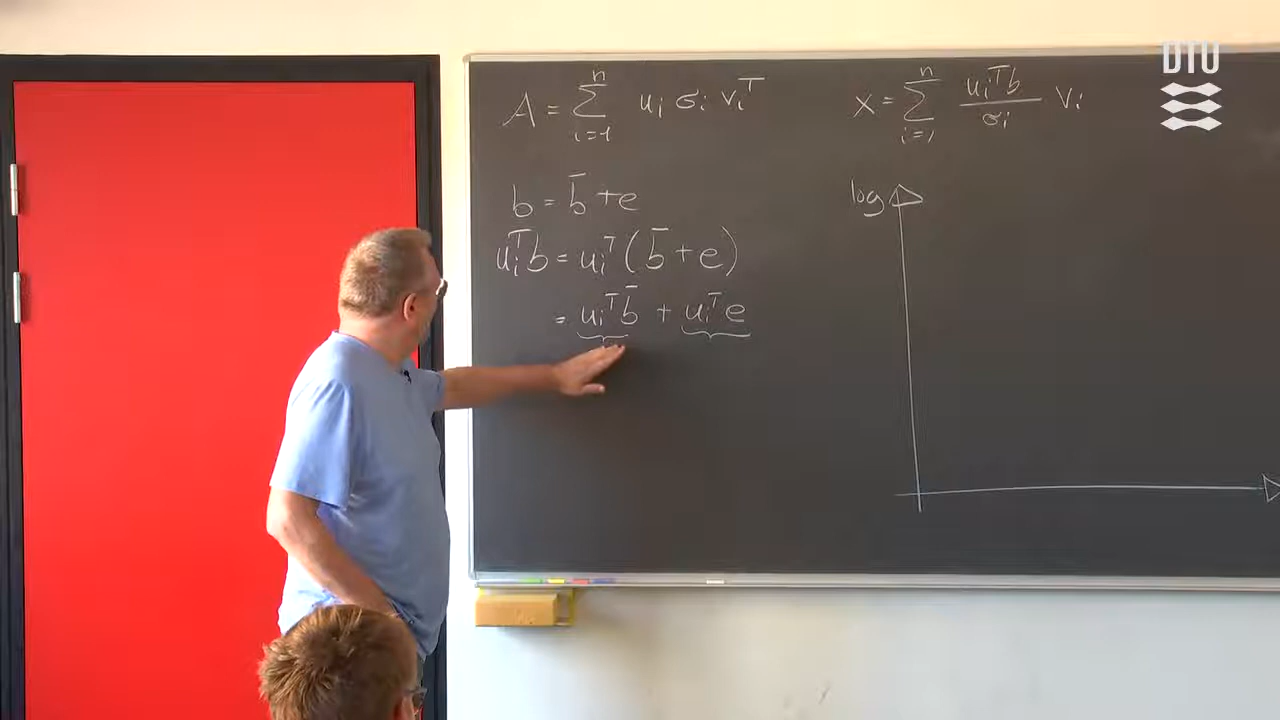 A = n∑i=1 uᵢ σᵢ vᵢᵀ
x = n∑i=1 uᵢᵀb/σᵢ vᵢ
b = b̄ + e
uᵢᵀb = uᵢᵀ(b̄ + e)
= uᵢᵀb̄ + uᵢᵀe
log
DTU